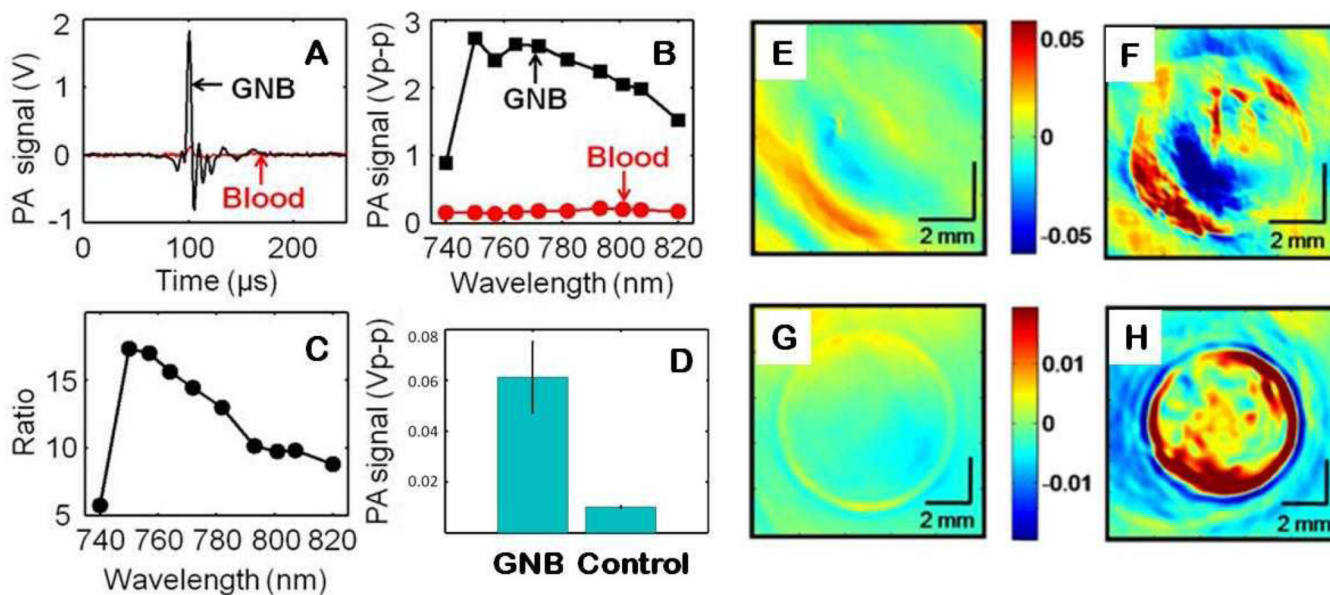 A
PA signal (V)
2
1
0
-1
GNB
Blood
0
100
200
Time (μs)
B
PA signal (Vp-p)
3
2
1
0
GNB
Blood
740 760 780 800 820
Wavelength (nm)
C
Ratio
15
10
5
740 760 780 800 820
Wavelength (nm)
D
PA signal (Vp-p)
0.08
0.06
0.04
0.02
GNB Control
E
2 mm
0.05
0
-0.05
F
2 mm
G
2 mm
0.01
0
-0.01
H
2 mm